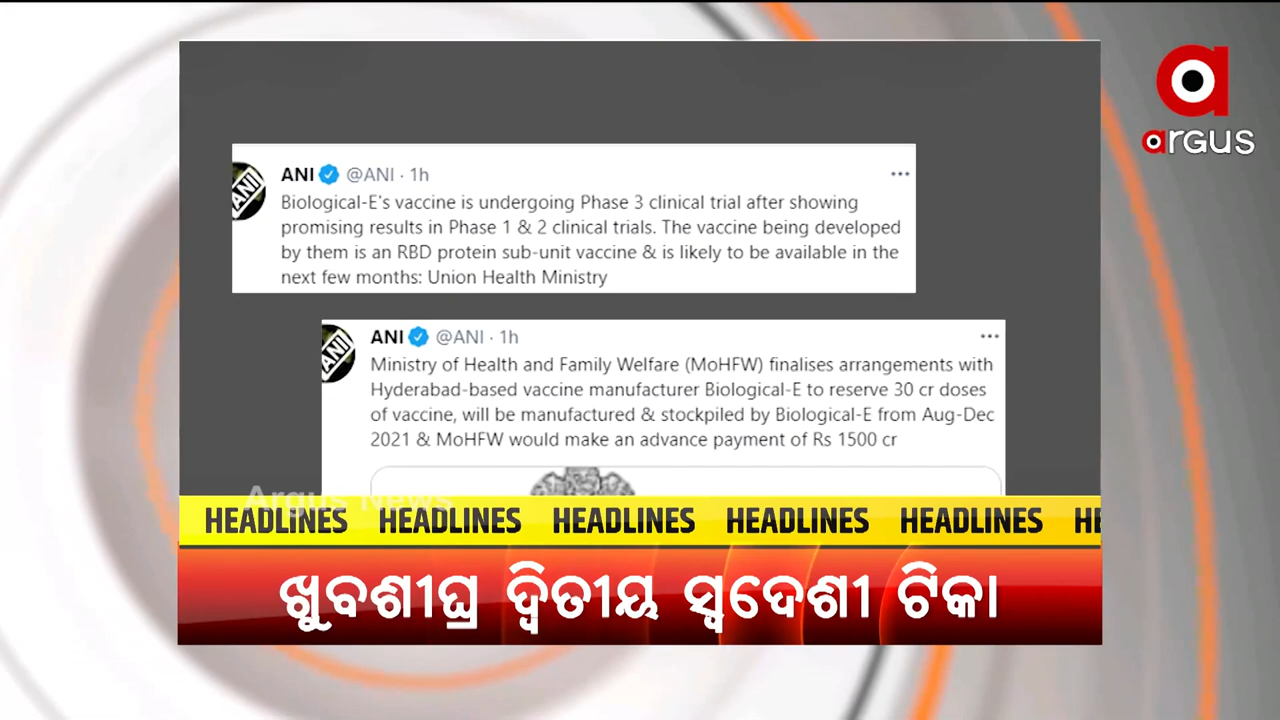 argus
ANI @ANI · 1h
Biological-E's vaccine is undergoing Phase 3 clinical trial after showing
promising results in Phase 1 & 2 clinical trials. The vaccine being developed
by them is an RBD protein sub-unit vaccine & is likely to be available in the
next few months: Union Health Ministry
ANI @ANI · 1h
Ministry of Health and Family Welfare (MoHFW) finalises arrangements with
Hyderabad-based vaccine manufacturer Biological-E to reserve 30 cr doses
of vaccine, will be manufactured & stockpiled by Biological-E from Aug-Dec
2021 & MoHFW would make an advance payment of Rs 1500 cr
Argus News
HEADLINES HEADLINES HEADLINES HEADLINES HEADLINES HE
ଖୁବଶୀଘ୍ର ଦ୍ୱିତୀୟ ସ୍ୱଦେଶୀ ଟିକା